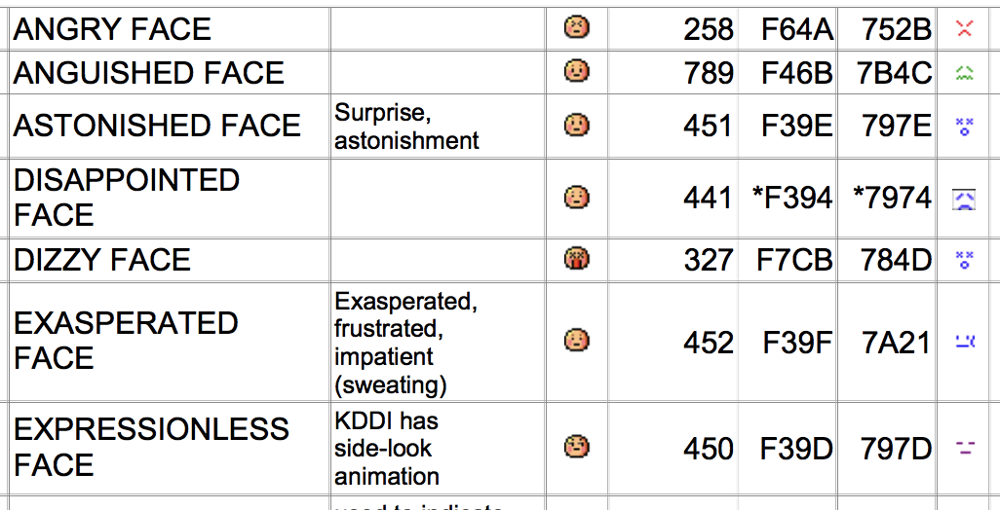 ANGRY FACE 258 F64A 752B
ANGUISHED FACE 789 F46B 7B4C
ASTONISHED FACE Surprise, astonishment 451 F39E 797E
DISAPPOINTED FACE 441 *F394 *7974
DIZZY FACE 327 F7CB 784D
EXASPERATED FACE Exasperated, frustrated, impatient (sweating) 452 F39F 7A21
EXPRESSIONLESS FACE KDDI has side-look animation 450 F39D 797D